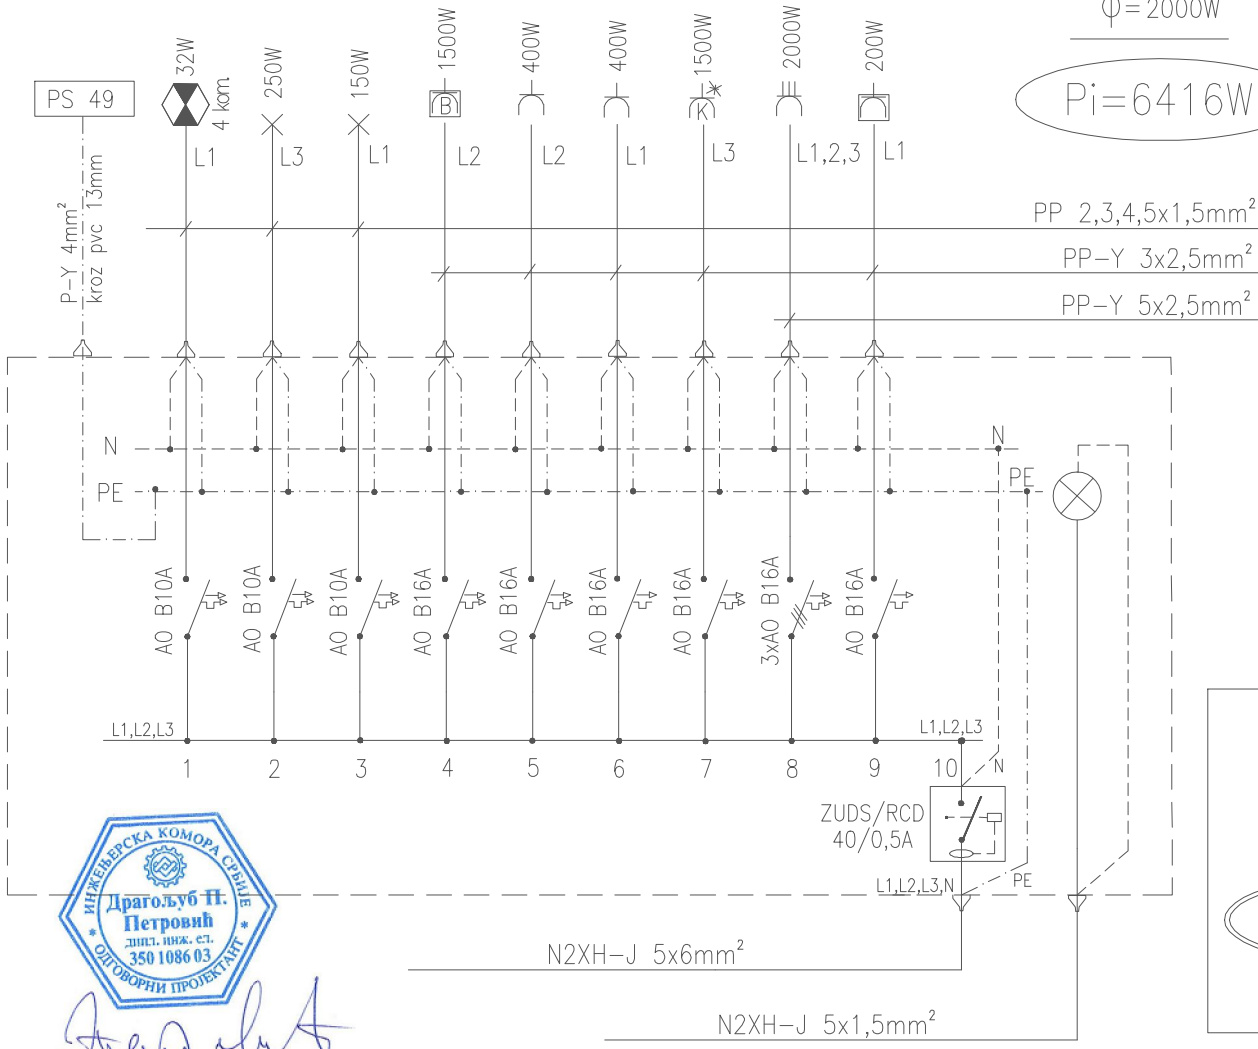 φ=2000W
Pi=6416W
PS 49
32W
4 kom.
250W
150W
1500W
400W
400W
1500W
2000W
200W
B
K
L1
L3
L1
L2
L2
L1
L3
L1,2,3
L1
P-Y 4mm²
kroz pvc 13mm
PP 2,3,4,5x1,5mm²
PP-Y 3x2,5mm²
PP-Y 5x2,5mm²
N
N
PE
PE
AO B10A
AO B10A
AO B10A
AO B16A
AO B16A
AO B16A
AO B16A
3xAO B16A
AO B16A
L1,L2,L3
L1,L2,L3
1
2
3
4
5
6
7
8
9
10
N
ZUDS/RCD
40/0,5A
L1,L2,L3,N
PE
N2XH-J 5x6mm²
N2XH-J 5x1,5mm²
ИНЖЕЊЕРСКА КОМОРА СРБИЈЕ
Драгољуб П.
Петровић
дипл. инж. ел.
350 1086 03
* ОДГОВОРНИ ПРОЈЕКТАНТ *